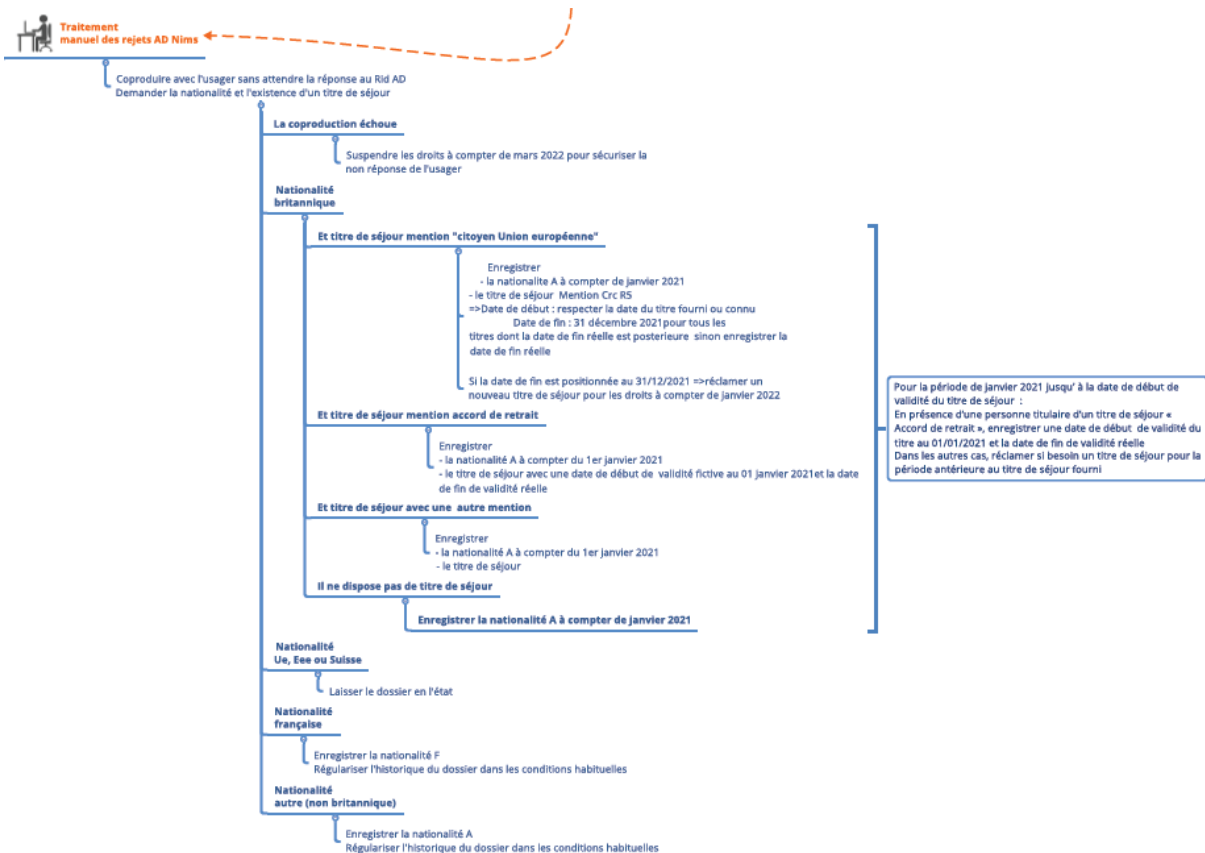 Traitement
manuel des rejets AD Nims
Coproduire avec l'usager sans attendre la réponse au Rid AD
Demander la nationalité et l'existence d'un titre de séjour
La coproduction échoue
Suspendre les droits à compter de mars 2022 pour sécuriser la
non réponse de l'usager
Nationalité
britannique
Et titre de séjour mention "citoyen Union européenne"
Enregistrer
- la nationalite A à compter de janvier 2021
- le titre de séjour Mention Crc R5
=>Date de début : respecter la date du titre fourni ou connu
Date de fin : 31 décembre 2021pour tous les
titres dont la date de fin réelle est posterieure sinon enregistrer la
date de fin réelle
Si la date de fin est positionnée au 31/12/2021 =>réclamer un
nouveau titre de séjour pour les droits à compter de janvier 2022
Et titre de séjour mention accord de retrait
Enregistrer
- la nationalité A à compter du 1er janvier 2021
- le titre de séjour avec une date de début de validité fictive au 01 janvier 2021et la date
de fin de validité réelle
Et titre de séjour avec une autre mention
Enregistrer
- la nationalité A à compter du 1er janvier 2021
- le titre de séjour
Il ne dispose pas de titre de séjour
Enregistrer la nationalité A à compter de janvier 2021
Pour la période de janvier 2021 jusqu' à la date de début de
validité du titre de séjour :
En présence d'une personne titulaire d'un titre de séjour «
Accord de retrait », enregistrer une date de début de validité du
titre au 01/01/2021 et la date de fin de validité réelle
Dans les autres cas, réclamer si besoin un titre de séjour pour la
période antérieure au titre de séjour fourni
Nationalité
Ue, Eee ou Suisse
Laisser le dossier en l'état
Nationalité
française
Enregistrer la nationalité F
Régulariser l'historique du dossier dans les conditions habituelles
Nationalité
autre (non britannique)
Enregistrer la nationalité A
Régulariser l'historique du dossier dans les conditions habituelles